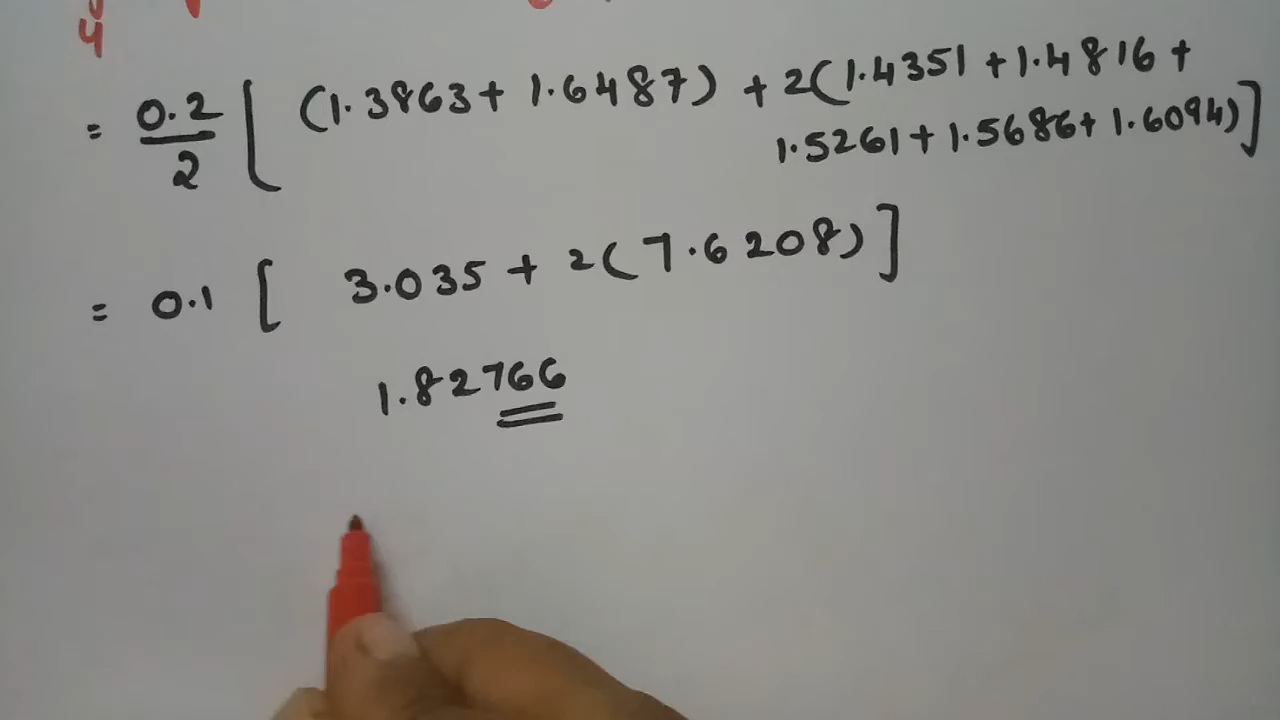 4
= 0.2/2 [ (1.3863 + 1.6487) + 2(1.4351 + 1.4816 +
1.5261 + 1.5686 + 1.6094) ]
= 0.1 [ 3.035 + 2(7.6208) ]
1.82766